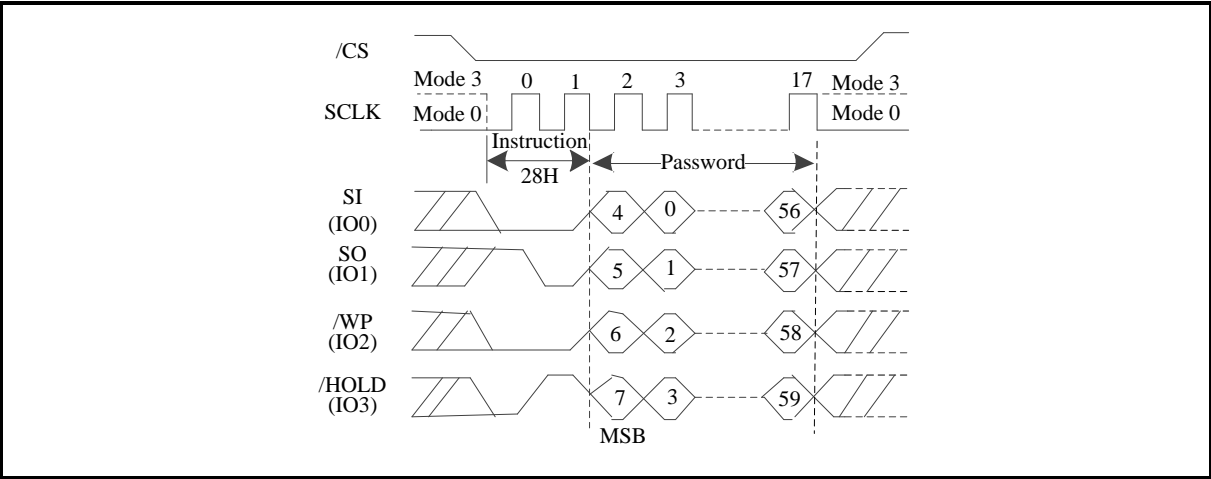 /CS
Mode 3 0 1 2 3 17 Mode 3
SCLK Mode 0 Mode 0
Instruction
Password
28H
SI
(IO0) 4 0 56
SO
(IO1) 5 1 57
/WP
(IO2) 6 2 58
/HOLD
(IO3) 7 3 59
MSB